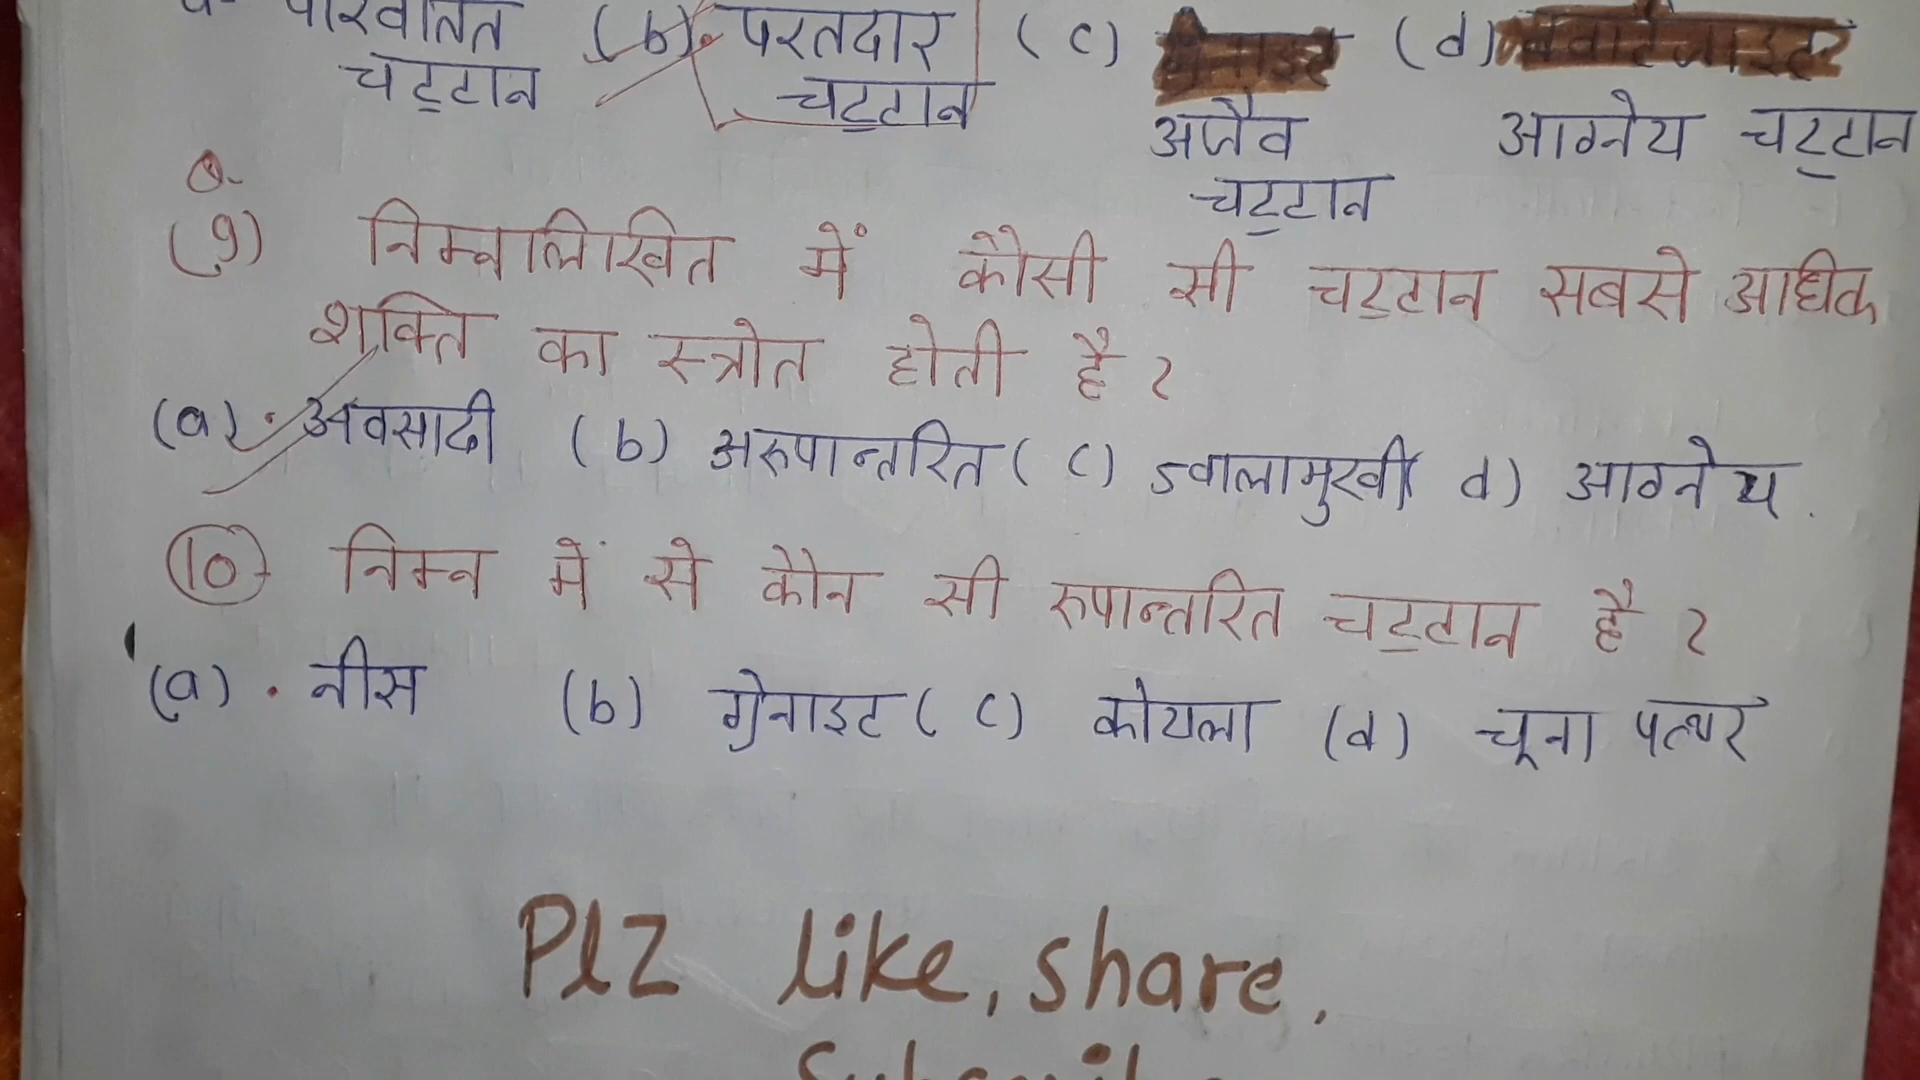 परिवर्तित (b). परतदार (c) (d)
चट्टान चट्टान
अजैव आग्नेय चट्टान
चट्टान
Q.
(9) निम्नलिखित में कौसी सी चट्टान सबसे अधिक
शक्ति का स्त्रोत होती है ?
(a). अवसादी (b) अरुपान्तरित (c) ज्वालामुखी d) आग्नेय.
(10) निम्न में से कौन सी रुपान्तरित चट्टान है ?
(a). नीस (b) ग्रेनाइट (c) कोयला (d) चूना पत्थर
Plz like, share.